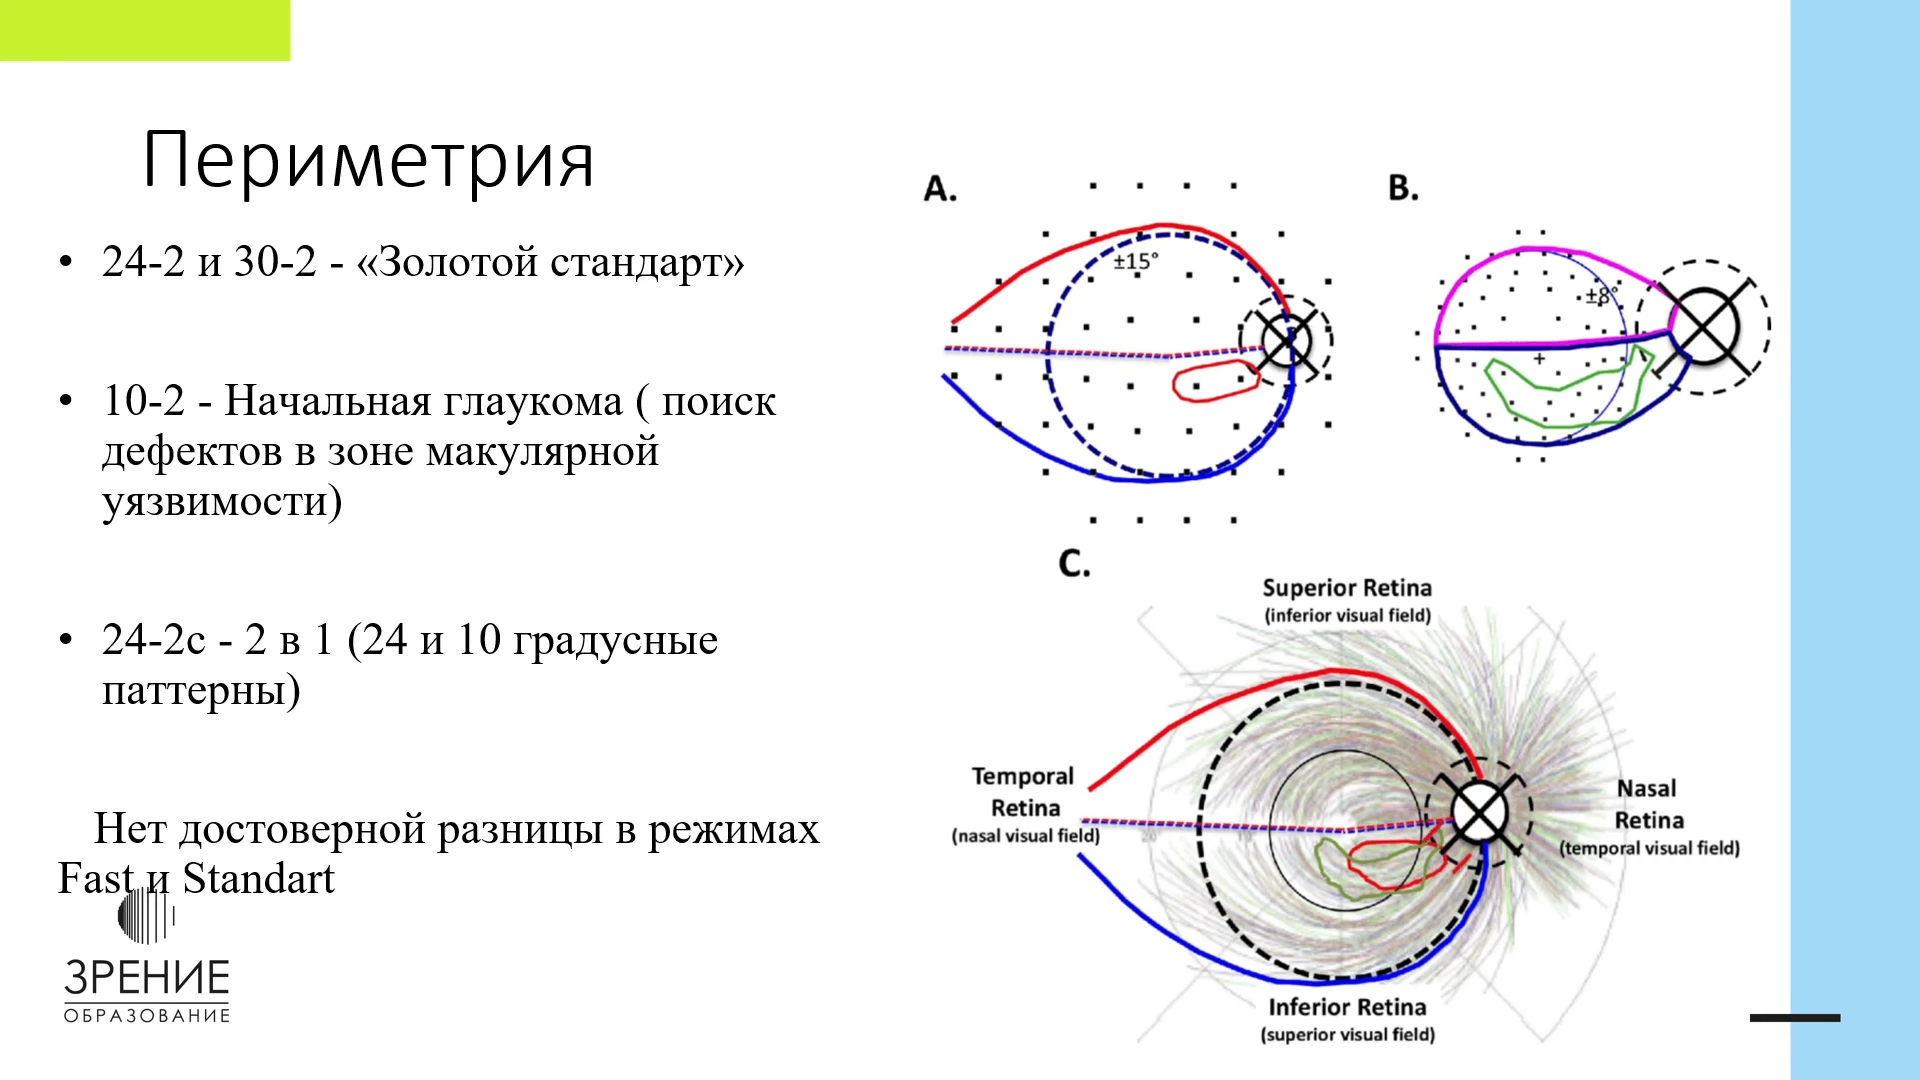 Периметрия
• 24-2 и 30-2 - «Золотой стандарт»
• 10-2 - Начальная глаукома ( поиск
дефектов в зоне макулярной
уязвимости)
• 24-2c - 2 в 1 (24 и 10 градусные
паттерны)
Нет достоверной разницы в режимах
Fast и Standart
ЗРЕНИЕ
ОБРАЗОВАНИЕ
A.
±15°
B.
±8°
C.
Superior Retina
(inferior visual field)
Temporal
Retina
(nasal visual field)
Nasal
Retina
(temporal visual field)
Inferior Retina
(superior visual field)